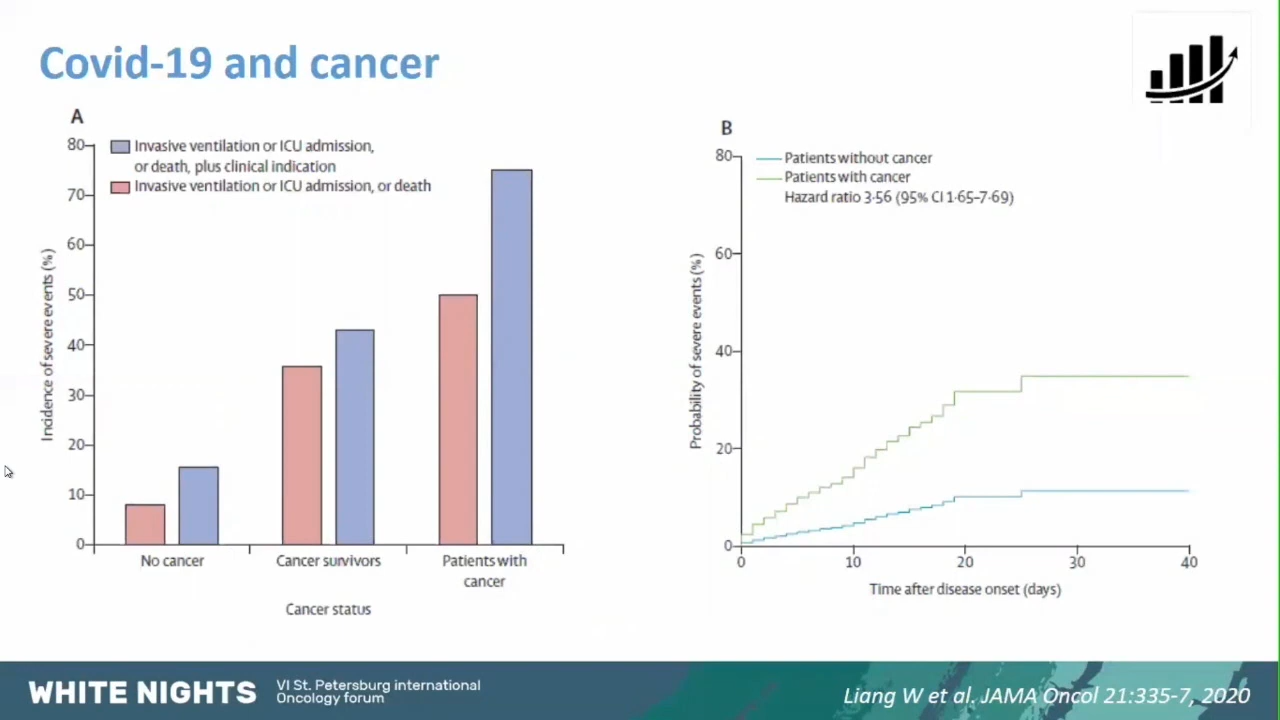 Covid-19 and cancer
A
Invasive ventilation or ICU admission,
or death, plus clinical indication
Invasive ventilation or ICU admission, or death
Incidence of severe events (%)
80
70
60
50
40
30
20
10
0
No cancer
Cancer survivors
Patients with
cancer
Cancer status
B
Patients without cancer
Patients with cancer
Hazard ratio 3·56 (95% CI 1·65–7·69)
Probability of severe events (%)
80
60
40
20
0
0
10
20
30
40
Time after disease onset (days)
WHITE NIGHTS
VI St. Petersburg international
Oncology forum
Liang W et al. JAMA Oncol 21:335-7, 2020